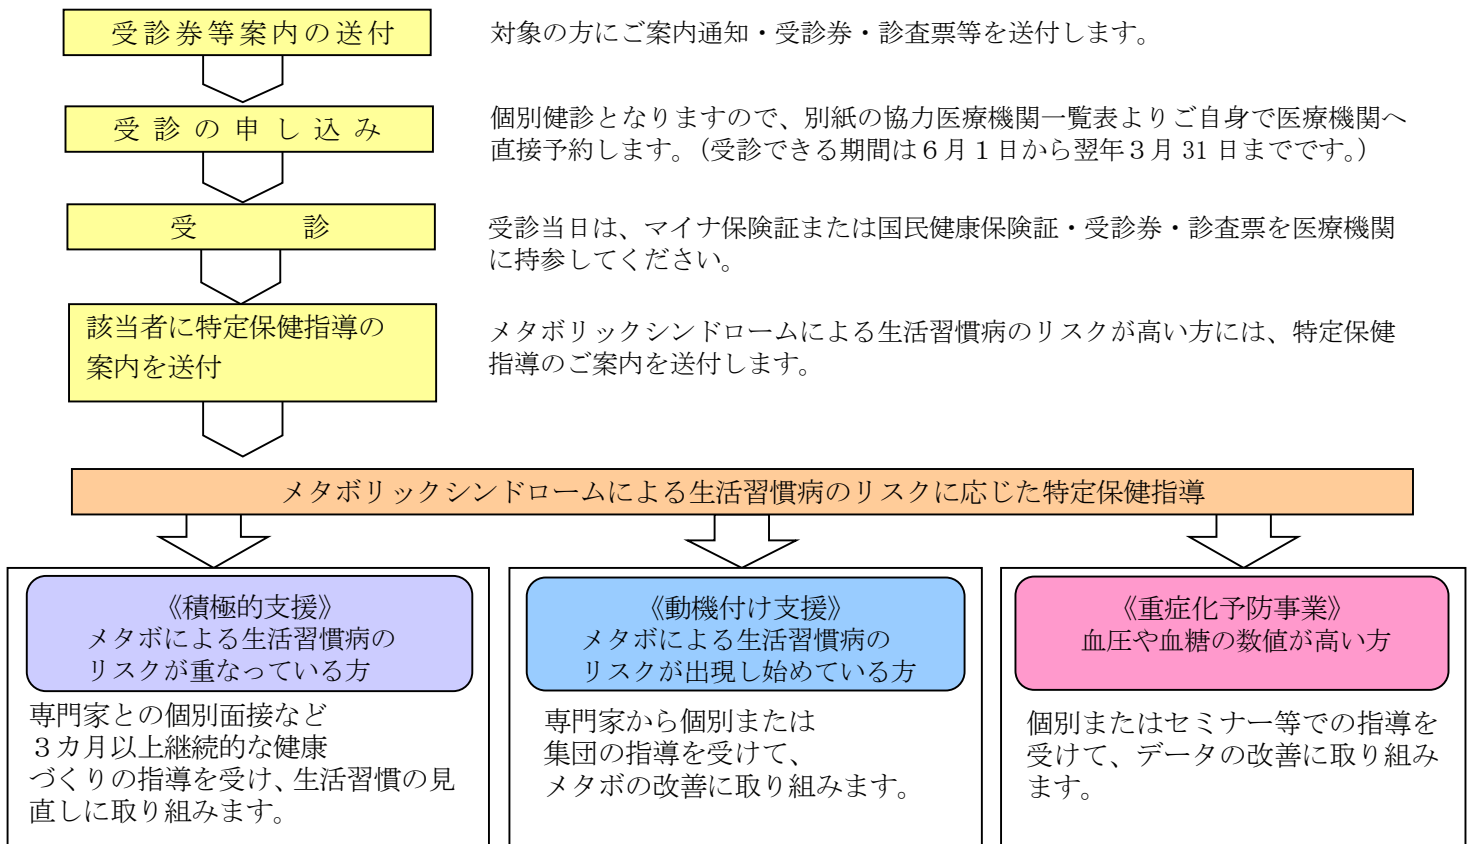 受診券等案内の送付
対象の方にご案内通知・受診券・診査票等を送付します。
受診の申し込み
個別健診となりますので、別紙の協力医療機関一覧表よりご自身で医療機関へ
直接予約します。（受診できる期間は６月１日から翌年３月 31 日までです。）
受　　　診
受診当日は、マイナ保険証または国民健康保険証・受診券・診査票を医療機関
に持参してください。
該当者に特定保健指導の
案内を送付
メタボリックシンドロームによる生活習慣病のリスクが高い方には、特定保健
指導のご案内を送付します。
メタボリックシンドロームによる生活習慣病のリスクに応じた特定保健指導
《積極的支援》
メタボによる生活習慣病の
リスクが重なっている方
専門家との個別面接など
３カ月以上継続的な健康
づくりの指導を受け、生活習慣の見
直しに取り組みます。
《動機付け支援》
メタボによる生活習慣病の
リスクが出現し始めている方
専門家から個別または
集団の指導を受けて、
メタボの改善に取り組みます。
《重症化予防事業》
血圧や血糖の数値が高い方
個別またはセミナー等での指導を
受けて、データの改善に取り組み
ます。